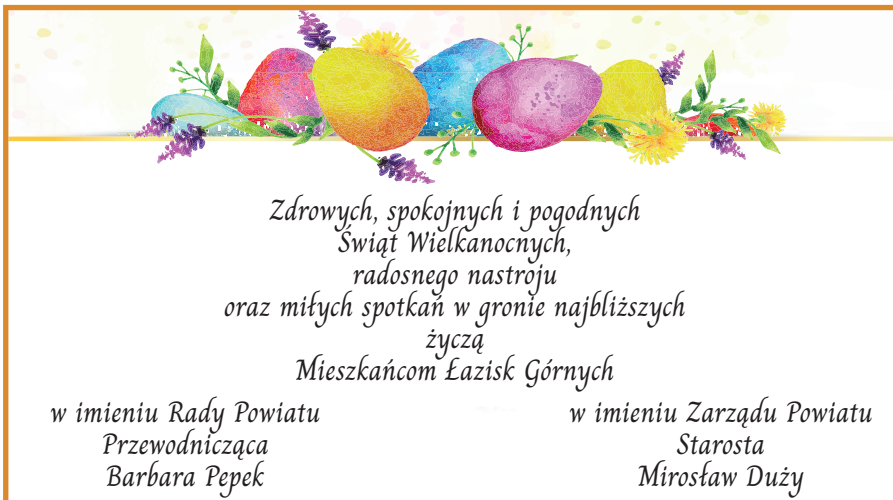 Zdrowych, spokojnych i pogodnych
Świąt Wielkanocnych,
radosnego nastroju
oraz miłych spotkań w gronie najbliższych
życzą
Mieszkańcom Łazisk Górnych
w imieniu Rady Powiatu
Przewodnicząca
Barbara Pepek
w imieniu Zarządu Powiatu
Starosta
Mirosław Duży